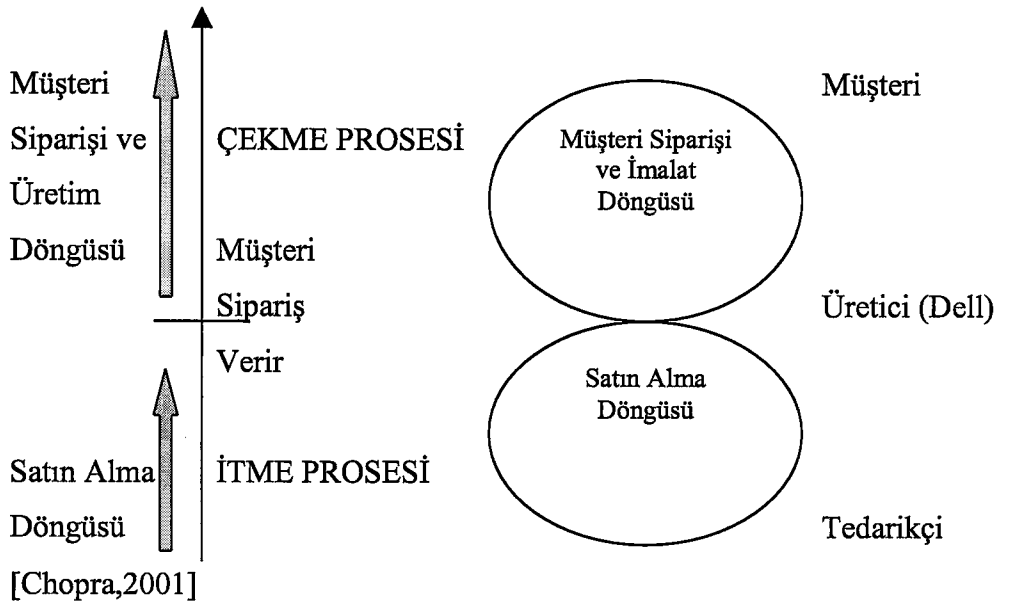 Müşteri
Siparişi ve
Üretim
Döngüsü
ÇEKME PROSESİ
Müşteri
Sipariş
Verir
Satın Alma
Döngüsü
İTME PROSESİ
[Chopra,2001]
Müşteri Siparişi
ve İmalat
Döngüsü
Satın Alma
Döngüsü
Müşteri
Üretici (Dell)
Tedarikçi